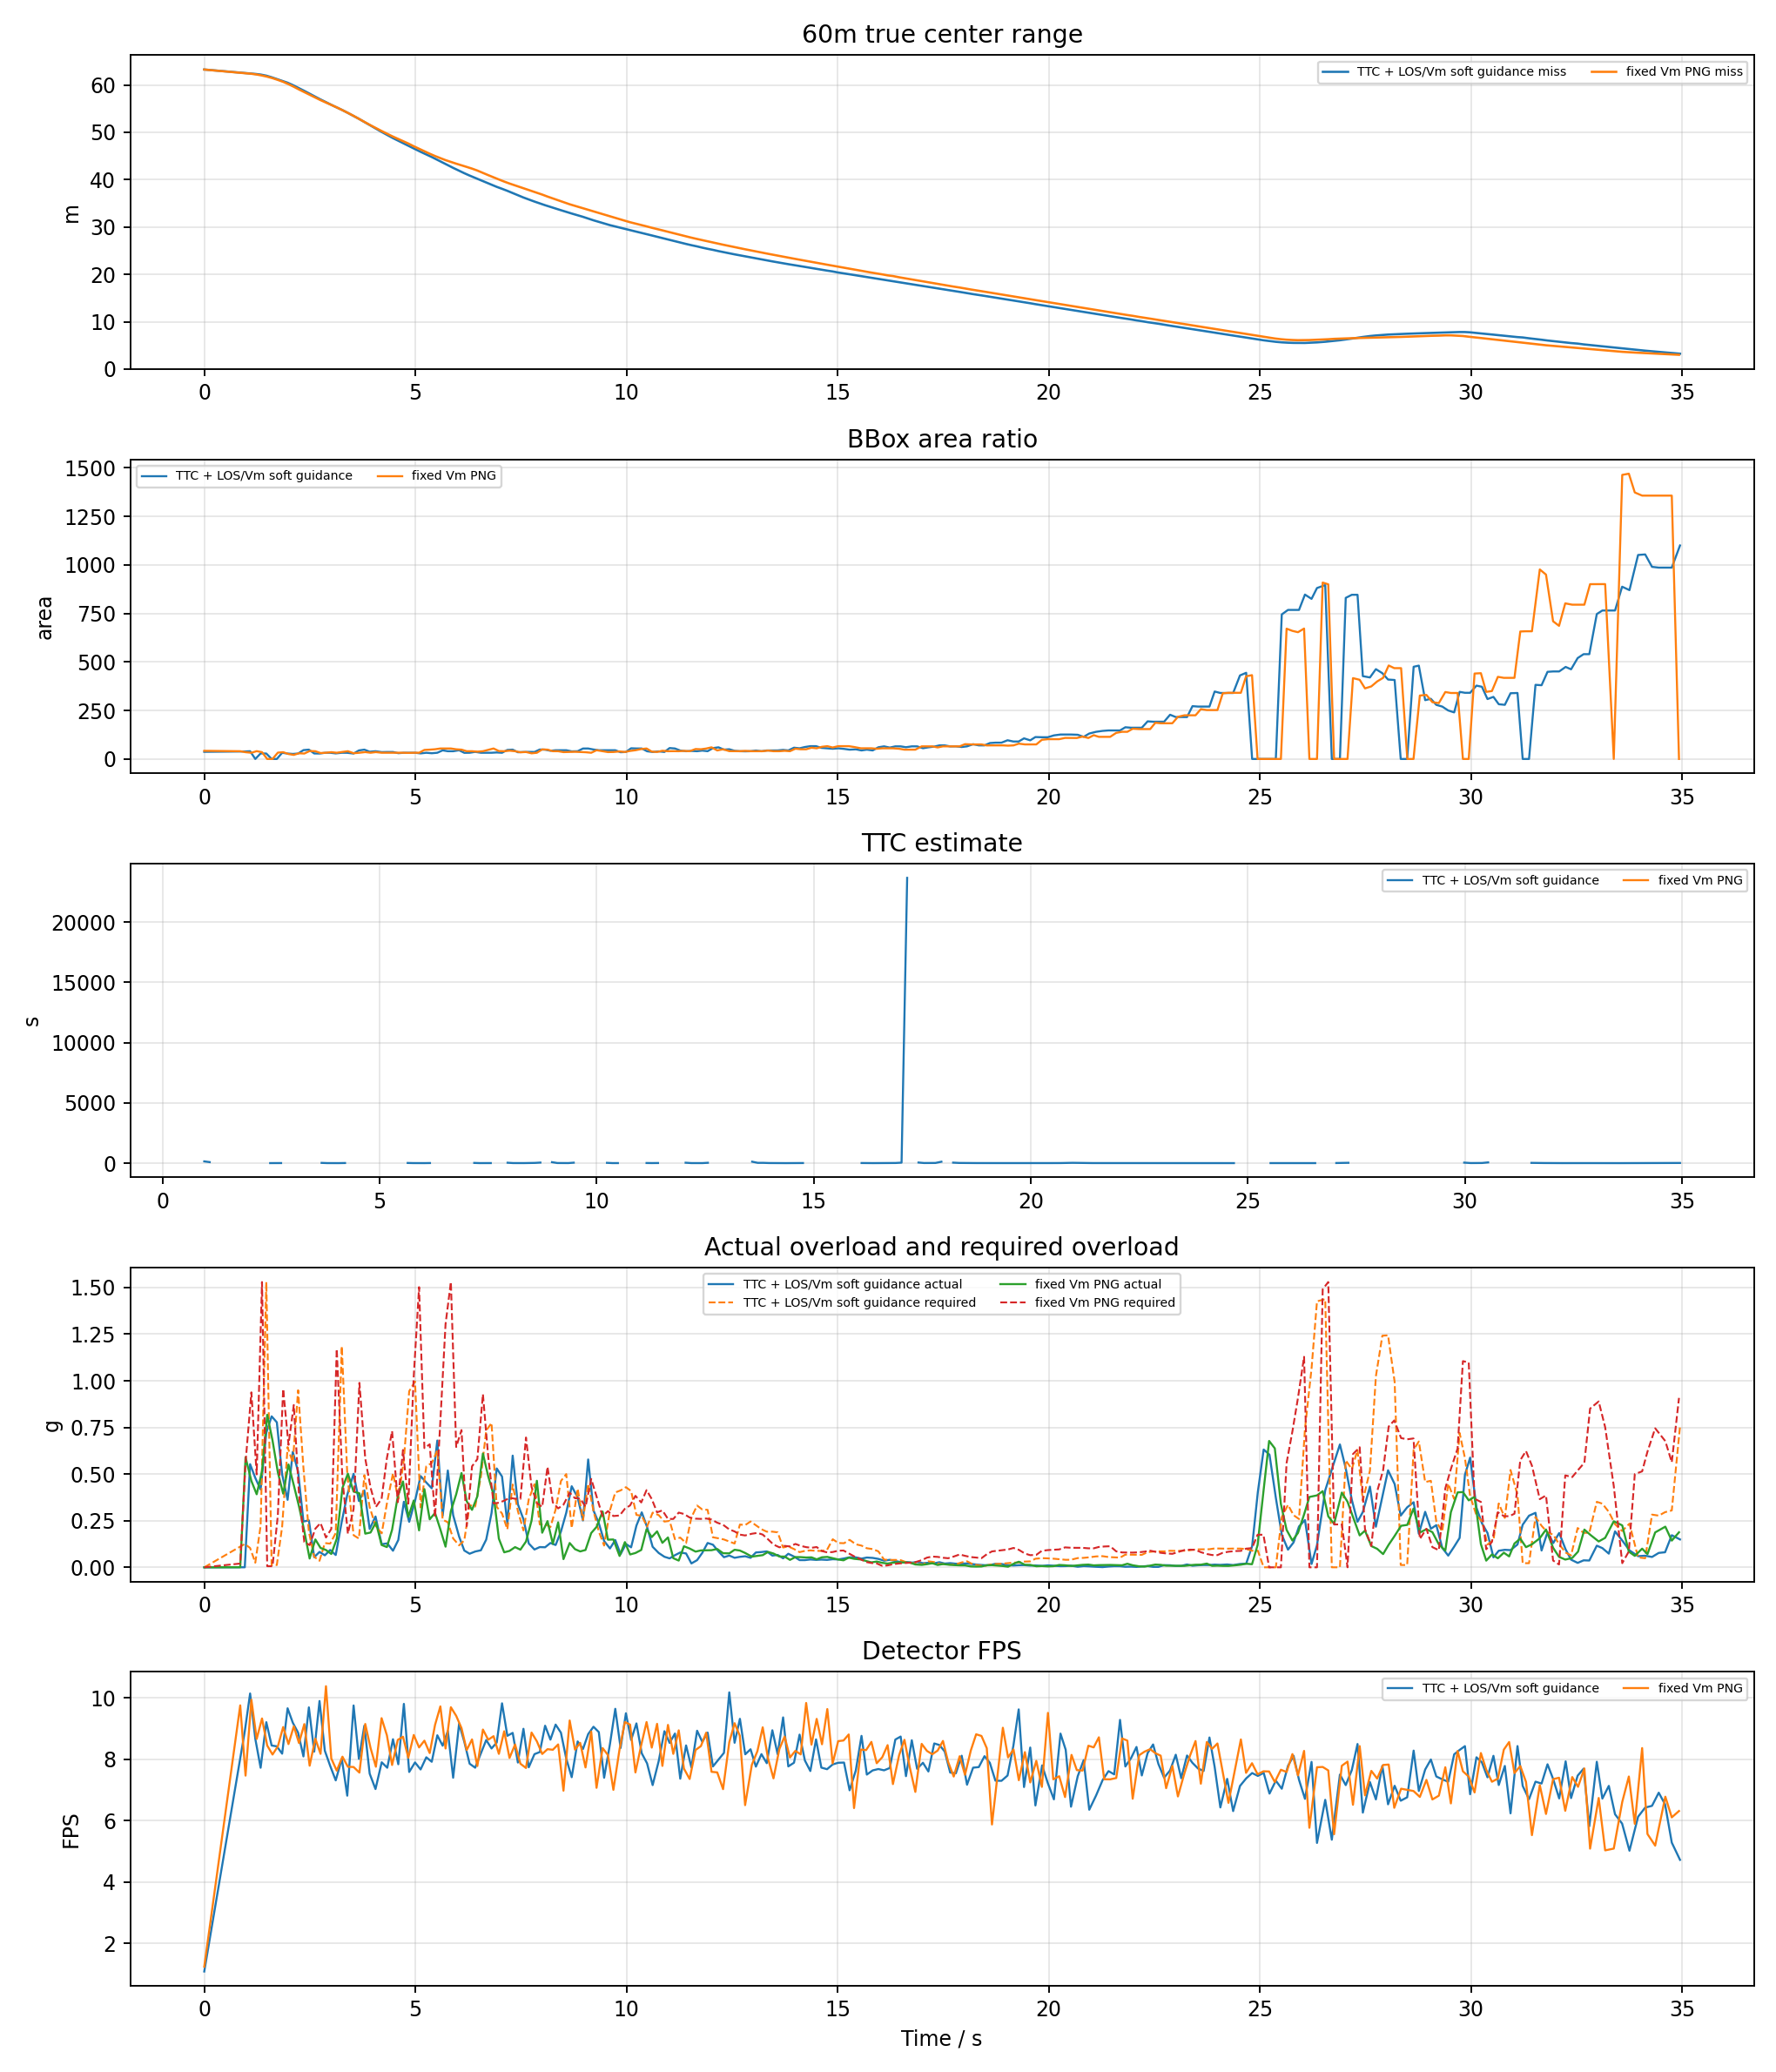 60m true center range
TTC + LOS/Vm soft guidance miss fixed Vm PNG miss
60
50
40
30
20
10
0
m
0 5 10 15 20 25 30 35
BBox area ratio
TTC + LOS/Vm soft guidance fixed Vm PNG
1500
1250
1000
750
500
250
0
area
0 5 10 15 20 25 30 35
TTC estimate
TTC + LOS/Vm soft guidance fixed Vm PNG
20000
15000
10000
5000
0
s
0 5 10 15 20 25 30 35
Actual overload and required overload
TTC + LOS/Vm soft guidance actual fixed Vm PNG actual
TTC + LOS/Vm soft guidance required fixed Vm PNG required
1.50
1.25
1.00
0.75
0.50
0.25
0.00
g
0 5 10 15 20 25 30 35
Detector FPS
TTC + LOS/Vm soft guidance fixed Vm PNG
10
8
6
4
2
FPS
0 5 10 15 20 25 30 35
Time / s